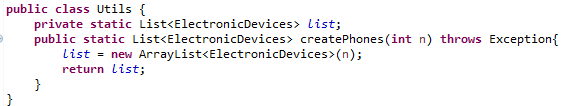 public class Utils {
    private static List<ElectronicDevices> list;
    public static List<ElectronicDevices> createPhones(int n) throws Exception{
        list = new ArrayList<ElectronicDevices>(n);
        return list;
    }
}